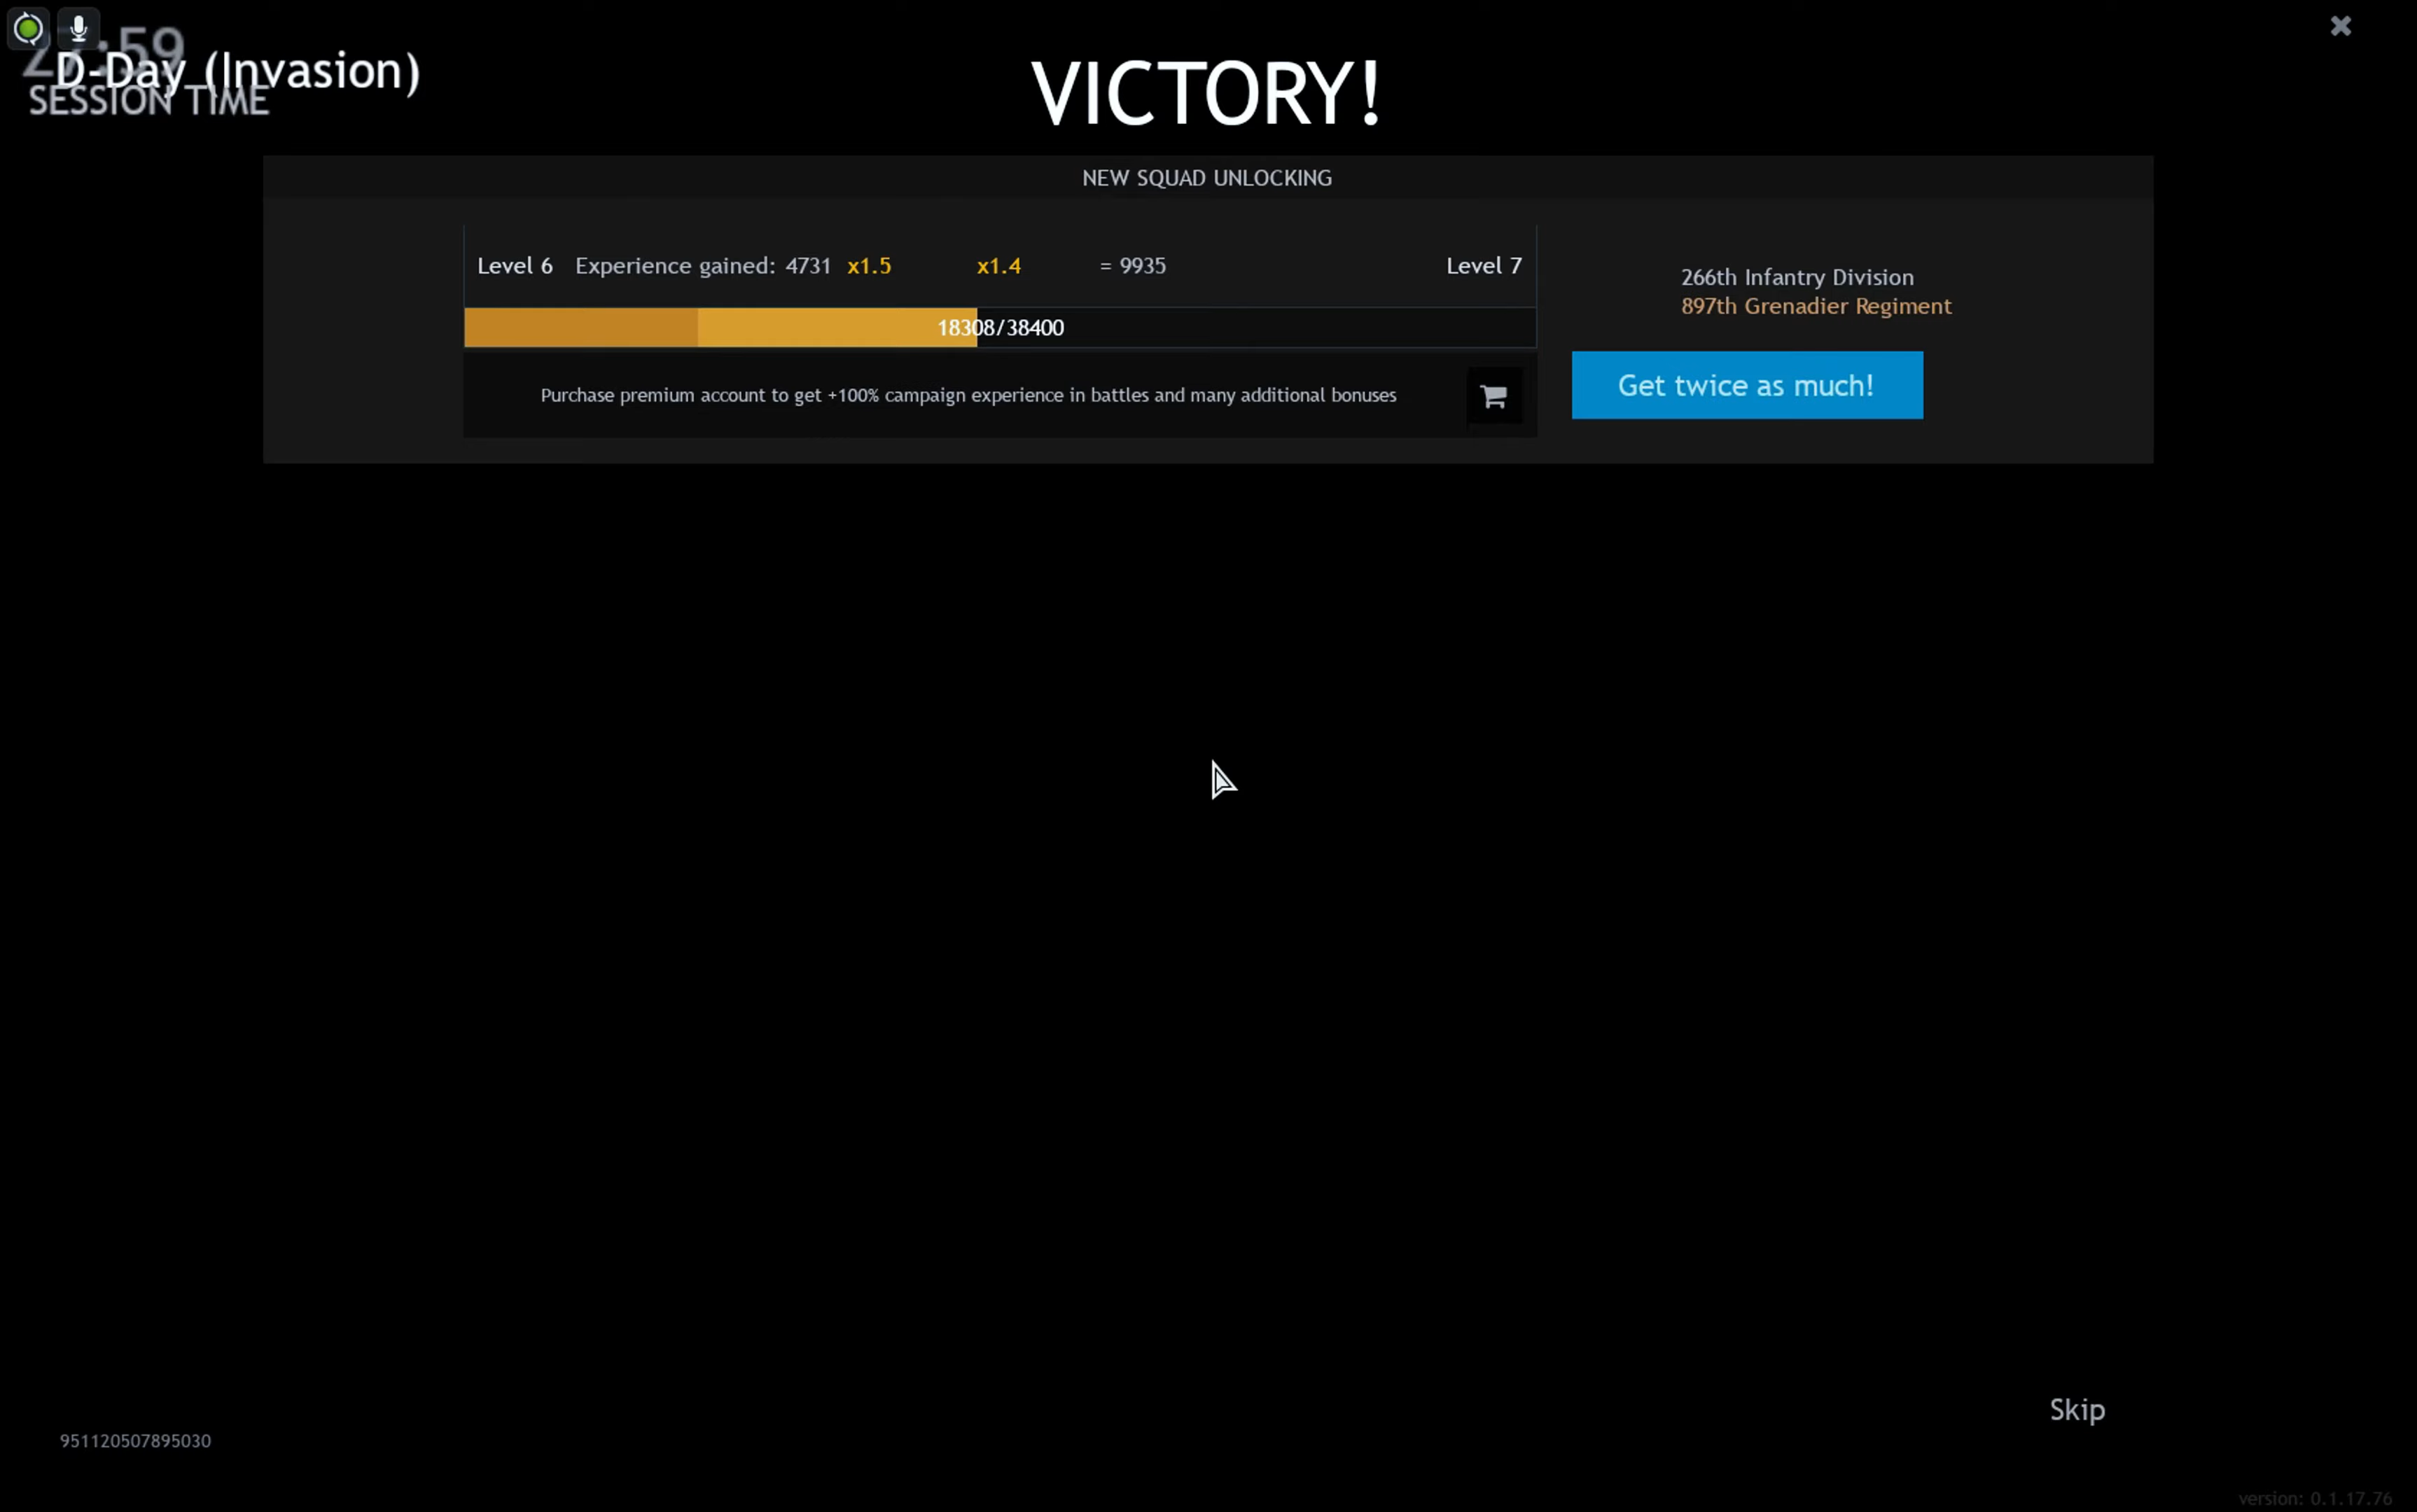 :59
D-Day (Invasion)
SESSION TIME
VICTORY!
NEW SQUAD UNLOCKING
Level 6 Experience gained: 4731 x1.5 x1.4 = 9935 Level 7
18308/38400
266th Infantry Division
897th Grenadier Regiment
Purchase premium account to get +100% campaign experience in battles and many additional bonuses
Get twice as much!
Skip
951120507895030
version: 0.1.17.76